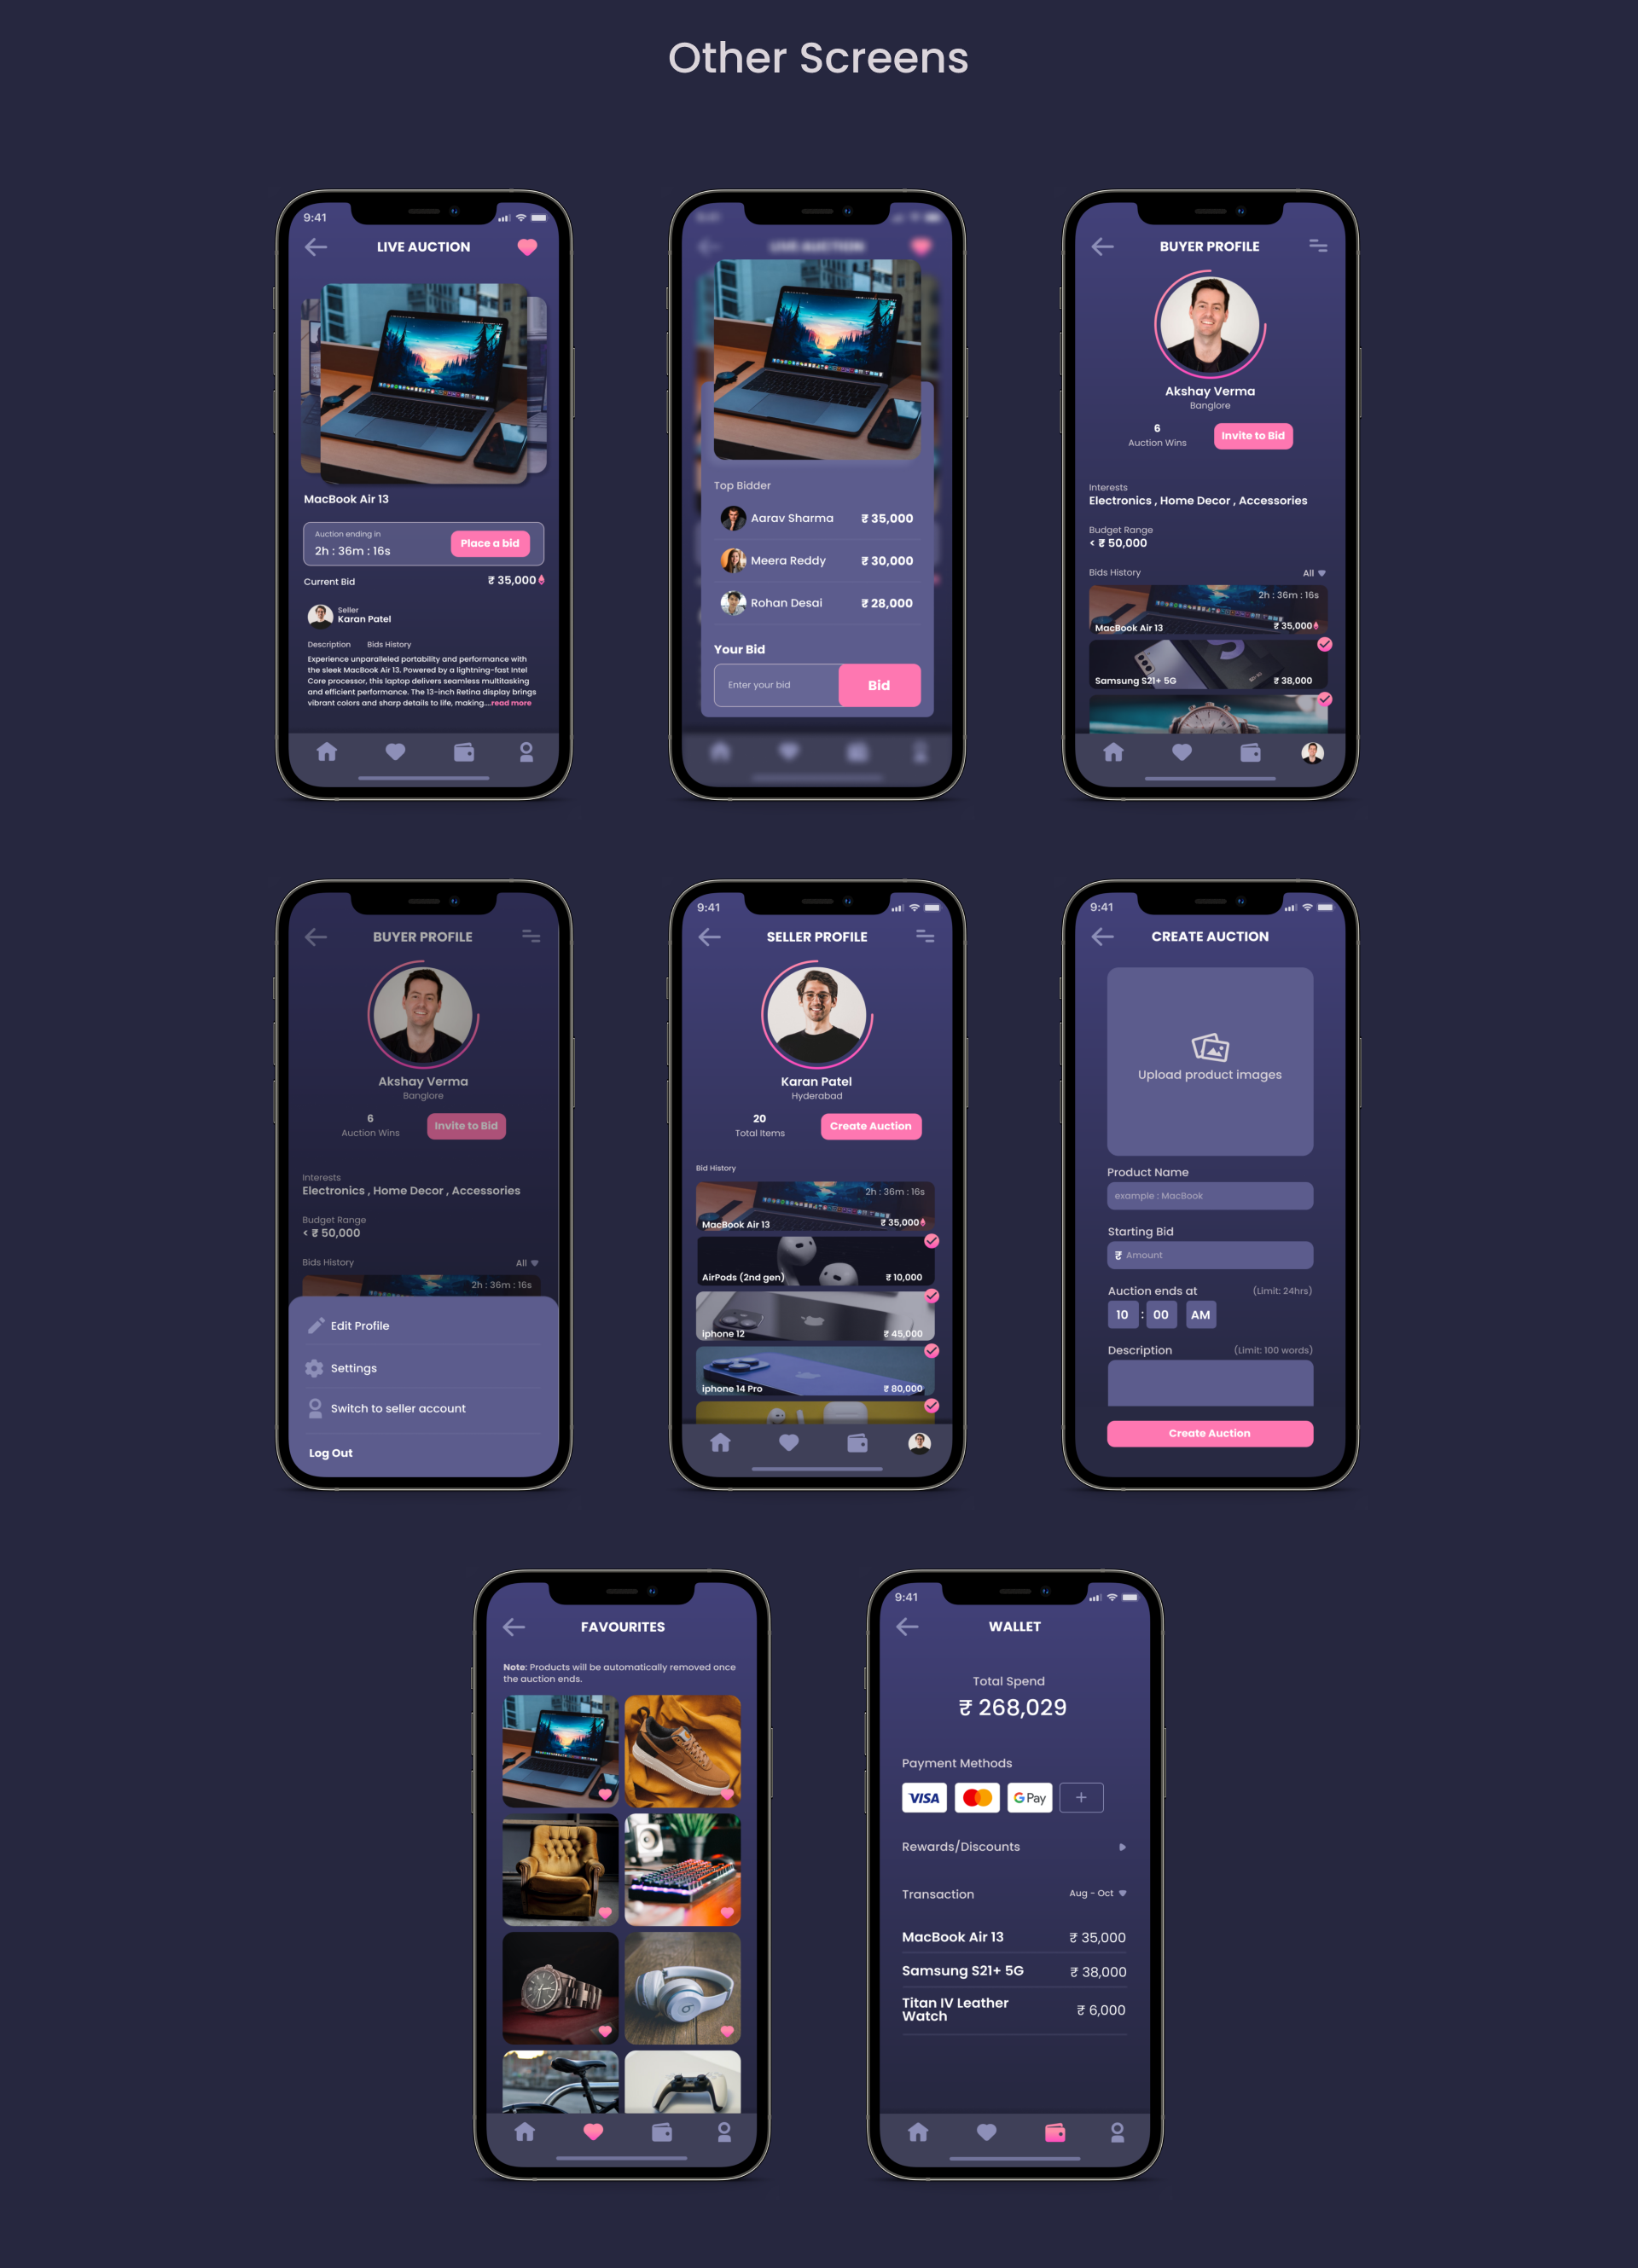 Other Screens
9:41
LIVE AUCTION
MacBook Air 13
Auction ending in
2h : 36m : 16s
Place a bid
Current Bid
₹ 35,000
Seller
Karan Patel
Description
Bids History
Experience unparalleled portability and performance with
the sleek MacBook Air 13. Powered by a lightning-fast Intel
Core processor, this laptop delivers seamless multitasking
and efficient performance. The 13-inch Retina display brings
vibrant colors and sharp details to life, making....read more
LIVE AUCTION
Top Bidder
Aarav Sharma ₹ 35,000
Meera Reddy ₹ 30,000
Rohan Desai ₹ 28,000
Your Bid
Enter your bid
Bid
BUYER PROFILE
Akshay Verma
Banglore
6
Auction Wins
Invite to Bid
Interests
Electronics , Home Decor , Accessories
Budget Range
< ₹ 50,000
Bids History
All
2h : 36m : 16s
MacBook Air 13
₹ 35,000
Samsung S21+ 5G
₹ 38,000
BUYER PROFILE
Akshay Verma
Banglore
6
Auction Wins
Invite to Bid
Interests
Electronics , Home Decor , Accessories
Budget Range
< ₹ 50,000
Bids History
All
2h : 36m : 16s
Edit Profile
Settings
Switch to seller account
Log Out
9:41
SELLER PROFILE
Karan Patel
Hyderabad
20
Total Items
Create Auction
Bid History
2h : 36m : 16s
MacBook Air 13
₹ 35,000
AirPods (2nd gen)
₹ 10,000
iphone 12
₹ 45,000
iphone 14 Pro
₹ 80,000
9:41
CREATE AUCTION
Upload product images
Product Name
example : MacBook
Starting Bid
₹ Amount
Auction ends at
(Limit: 24hrs)
10 : 00 AM
Description
(Limit: 100 words)
Create Auction
FAVOURITES
Note: Products will be automatically removed once
the auction ends.
9:41
WALLET
Total Spend
₹ 268,029
Payment Methods
VISA
G Pay
Rewards/Discounts
Transaction
Aug - Oct
MacBook Air 13 ₹ 35,000
Samsung S21+ 5G ₹ 38,000
Titan IV Leather
Watch
₹ 6,000